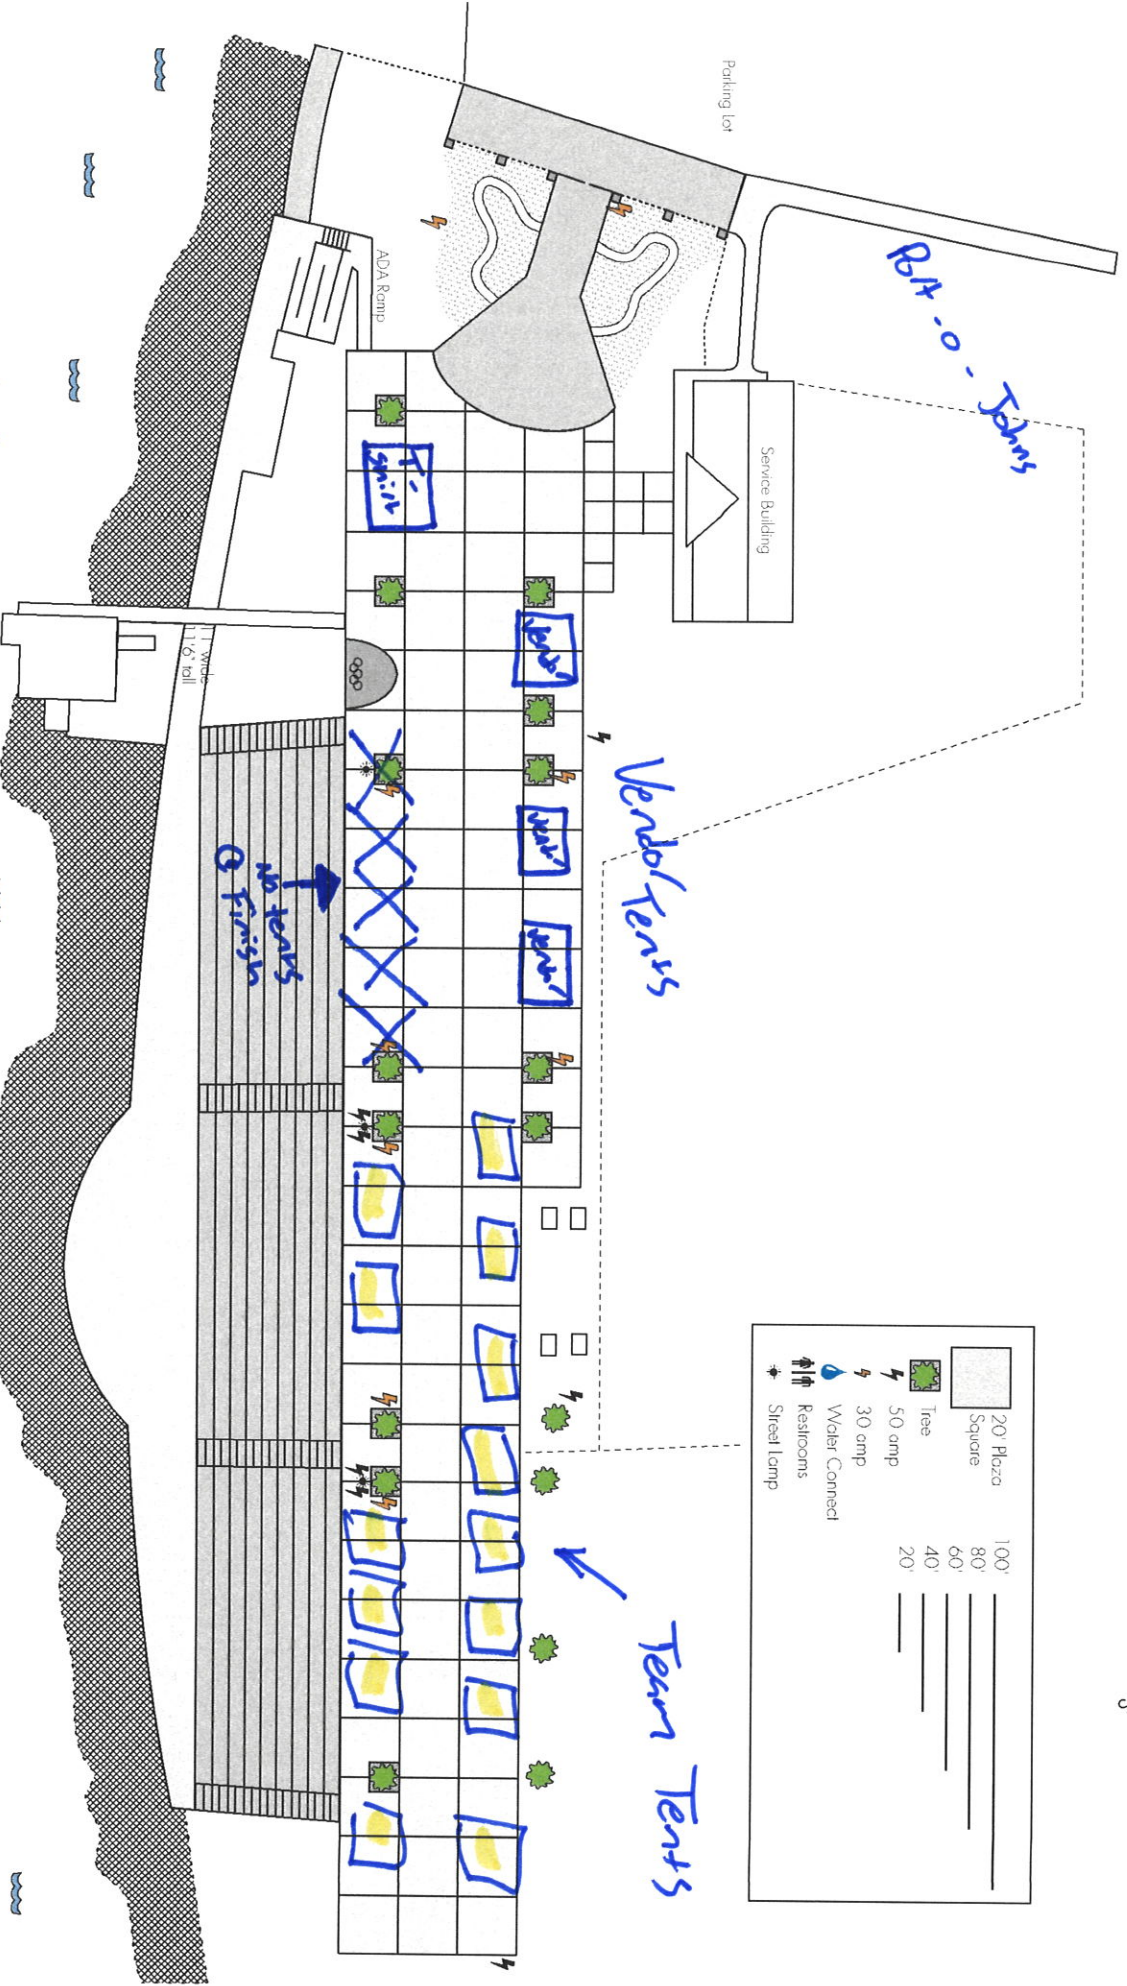 Parking Lot
Port-O-Johns
ADA Ramp
Service Building
T-Shirt
Vendor
Vendor
Vendor
Vendor Tents
11' wide
11'6" tall
No tents
@ Finish
Team Tents
20' Plaza
Square
Tree
50 amp
30 amp
Water Connect
Restrooms
Street Lamp
100'
80'
60'
40'
20'